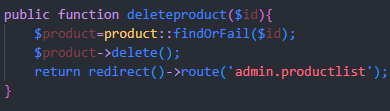 public function deleteproduct($id){
$product=product::findOrFail($id);
$product->delete();
return redirect()->route('admin.productlist');
}